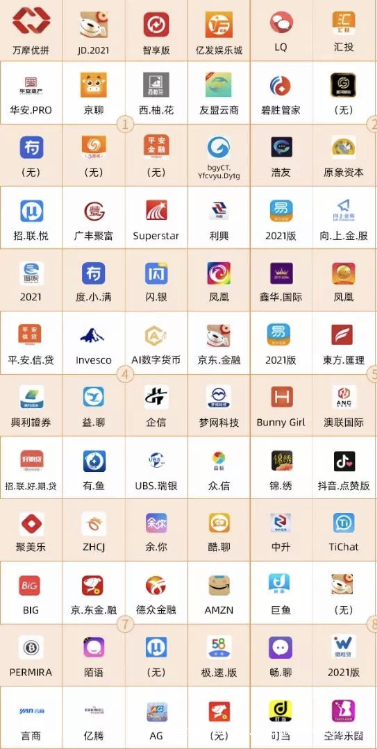 万摩优拼 JD.2021 智享版 亿发娱乐城 LQ 汇投
华安.PRO 京聊 西.柚.花 友盟云商 碧胜管家 （无）
① ②
（无） （无） 平安金融 （无） bgyCT.Yfcvyu.Dytg 浩友 原象资本
招.联.悦 广丰聚富 Superstar 利興 2021版 向.上.金.服
2021 度.小.满 闪.银 凤凰 鑫华.国际 凤凰
平.安.信.贷 Invesco AI数字货币 京东.金融 2021版 東方.匯理
④ ⑤
興利證券 益.聊 企信 梦网科技 Bunny Girl 澳联国际
招.联.好.期.贷 有.鱼 UBS.瑞银 众.信 锦.绣 抖音.点赞版
聚美乐 ZHCJ 余.你 酷.聊 中升 TiChat
BIG 京.东金.融 德众金融 AMZN 巨鱼 （无）
⑦ ⑧
PERMIRA 陌语 （无） 极.速.版 畅.聊 2021版
言商 亿腾 AG （无） 叮当